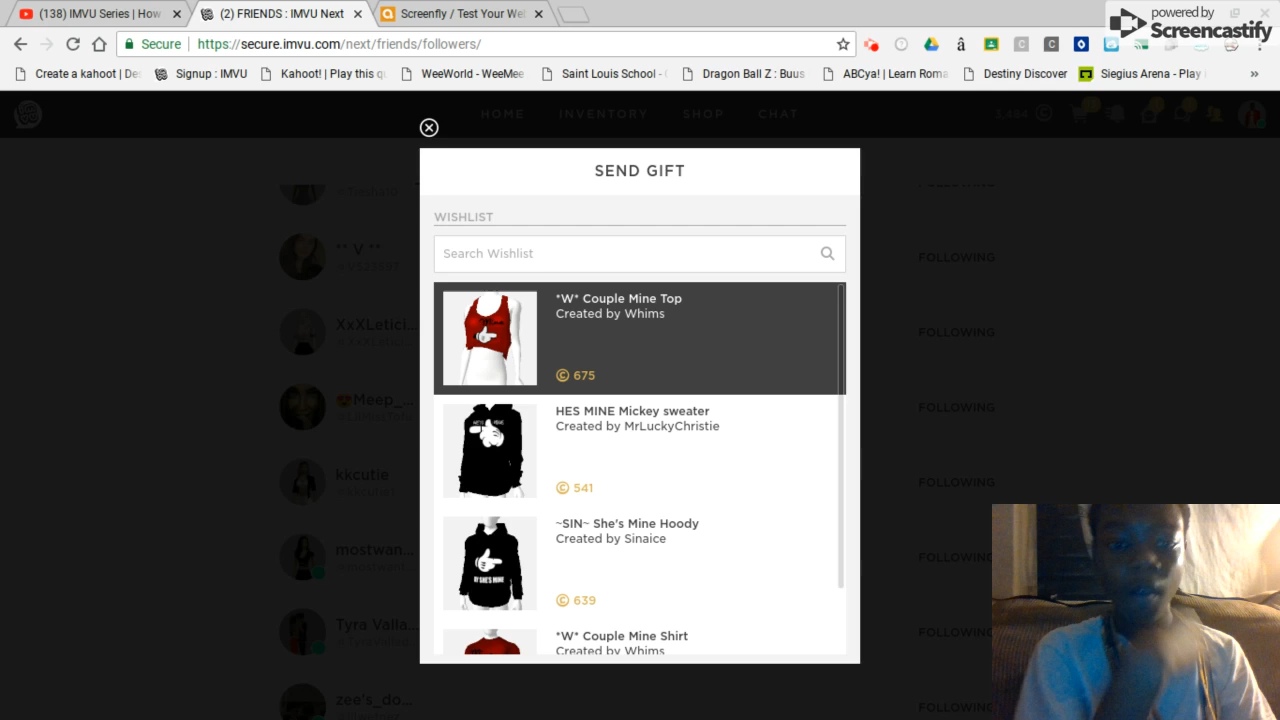 (138) IMVU Series | How
(2) FRIENDS : IMVU Next
Screenfly / Test Your We
powered by
Screencastify
Secure
https://secure.imvu.com/next/friends/followers/
Create a kahoot | De
Signup : IMVU
Kahoot! | Play this q
WeeWorld - WeeMee
Saint Louis School -
Dragon Ball Z : Buus
ABCya! | Learn
Destiny Discover
Siegius Arena - Play
»
HOME
INVENTORY
SHOP
CHAT
3,484
SEND GIFT
WISHLIST
Search Wishlist
*W* Couple Mine Top
Created by Whims
675
HES MINE Mickey sweater
Created by MrLuckyChristie
541
~SIN~ She's Mine Hoody
Created by Sinaice
639
*W* Couple Mine Shirt
Created by Whims
** V **
FOLLOWING
XxXLetici...
FOLLOWING
Meep_...
FOLLOWING
kkcutie
FOLLOWING
mostwan...
FOLLOWING
Tyra Valla...
FOLLOWING
zee's_do...
FOLLOWING